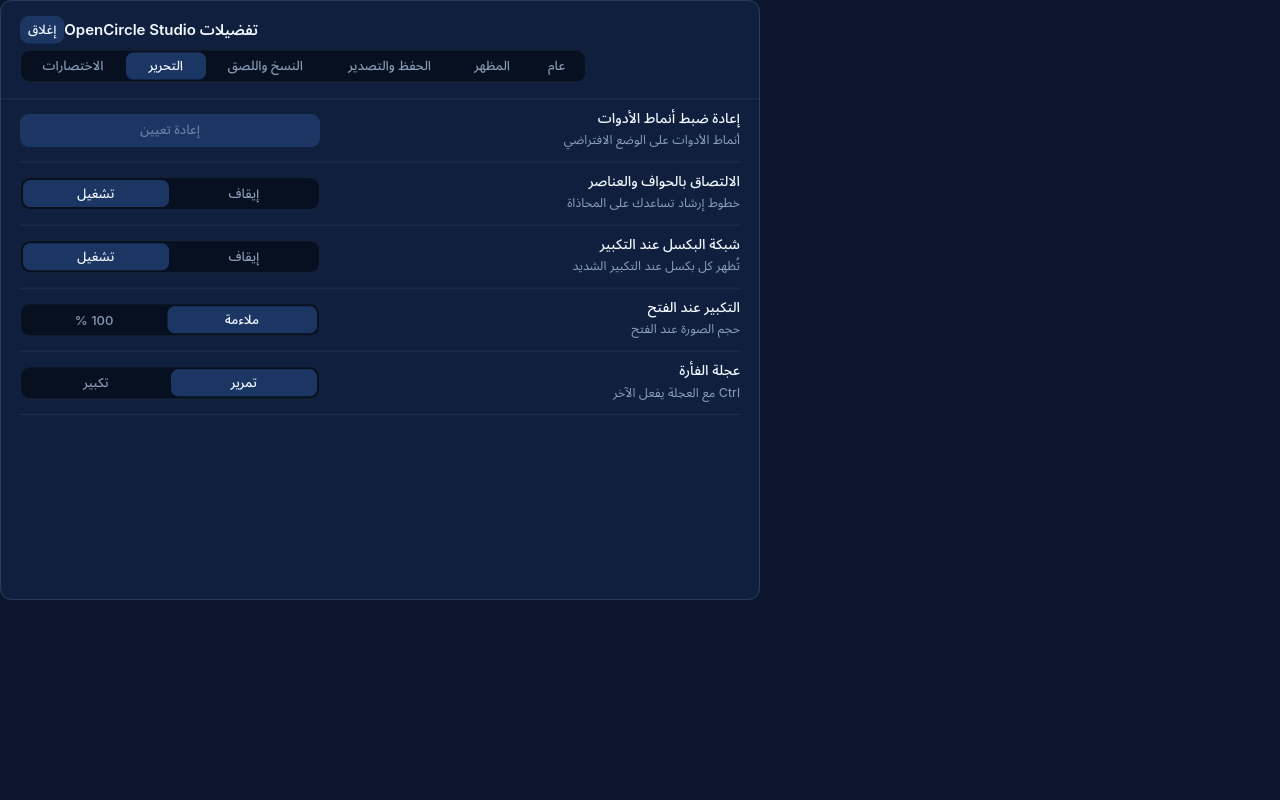 تفضيلات OpenCircle Studio
إغلاق
عام
المظهر
الحفظ والتصدير
النسخ واللصق
التحرير
الاختصارات
إعادة ضبط أنماط الأدوات
أنماط الأدوات على الوضع الافتراضي
إعادة تعيين
الالتصاق بالحواف والعناصر
خطوط إرشاد تساعدك على المحاذاة
إيقاف
تشغيل
شبكة البكسل عند التكبير
تُظهر كل بكسل عند التكبير الشديد
إيقاف
تشغيل
التكبير عند الفتح
حجم الصورة عند الفتح
ملاءمة
100 %
عجلة الفأرة
Ctrl مع العجلة يفعل الآخر
تمرير
تكبير